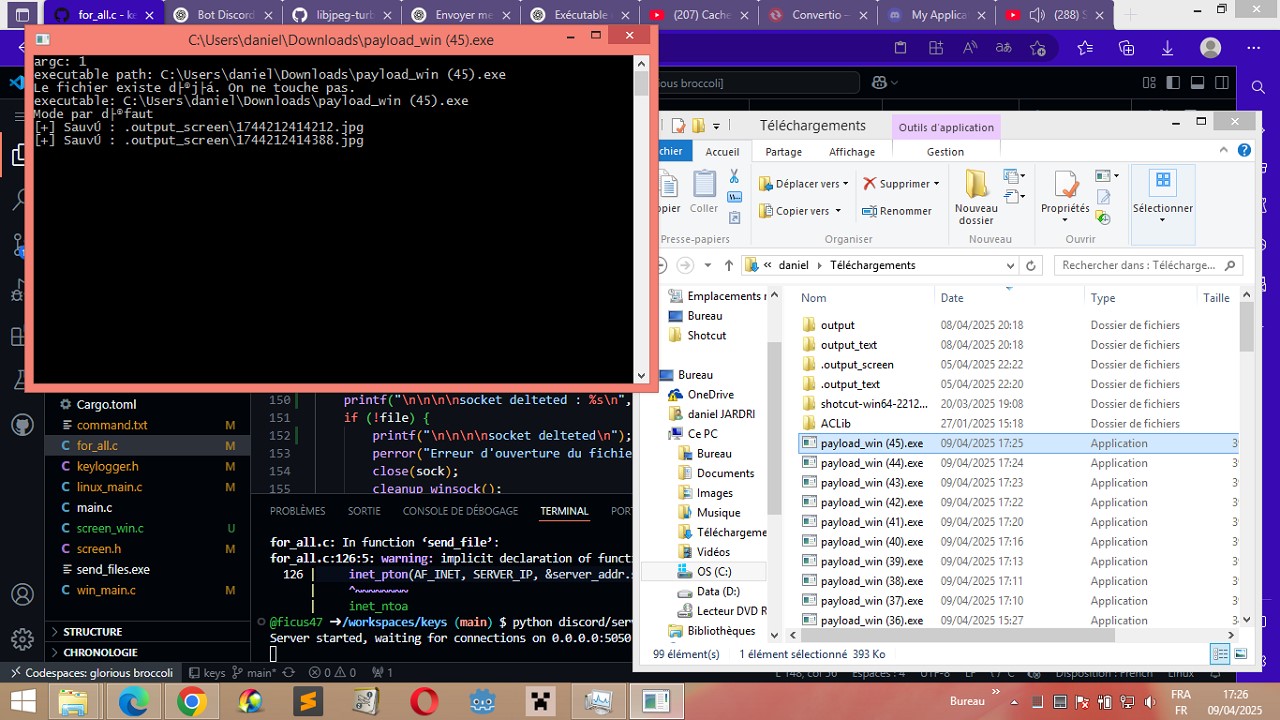 for_all.c - ke
Bot Discord
libjpeg-turb
Envoyer me
Exécutable
(207) Cache
Convertio –
My Applica
(288)
C:\Users\daniel\Downloads\payload_win (45).exe
argc: 1
executable path: C:\Users\daniel\Downloads\payload_win (45).exe
Le fichier existe d├®j├á. On ne touche pas.
executable: C:\Users\daniel\Downloads\payload_win (45).exe
Mode par d├®faut
[+] SauvÚ : .output_screen\1744212414212.jpg
[+] SauvÚ : .output_screen\1744212414388.jpg
ious broccoli]
Téléchargements
Outils d'application
chier
Accueil
Partage
Affichage
Gestion
opier
Coller
Déplacer vers
Copier vers
Supprimer
Renommer
Nouveau
dossier
Propriétés
Sélectionner
Presse-papiers
Organiser
Nouveau
Ouvrir
« daniel
Téléchargements
Rechercher dans : Télécharge...
Emplacements r
Bureau
Shotcut
Bureau
OneDrive
daniel JARDRI
Ce PC
Bureau
Documents
Images
Musique
Téléchargeme
Vidéos
OS (C:)
Data (D:)
Lecteur DVD R
Bibliothèques
Nom
Date
Type
Taille
output 08/04/2025 20:18 Dossier de fichiers
output_text 08/04/2025 20:18 Dossier de fichiers
.output_screen 05/04/2025 22:22 Dossier de fichiers
.output_text 05/04/2025 22:20 Dossier de fichiers
shotcut-win64-2212... 20/03/2025 19:08 Dossier de fichiers
ACLib 27/01/2025 15:18 Dossier de fichiers
payload_win (45).exe 09/04/2025 17:25 Application 3
payload_win (44).exe 09/04/2025 17:24 Application 3
payload_win (43).exe 09/04/2025 17:23 Application 3
payload_win (42).exe 09/04/2025 17:22 Application 3
payload_win (41).exe 09/04/2025 17:20 Application 3
payload_win (40).exe 09/04/2025 17:16 Application 3
payload_win (39).exe 09/04/2025 17:13 Application 3
payload_win (38).exe 09/04/2025 17:11 Application 3
payload_win (37).exe 09/04/2025 17:10 Application 3
payload_win (36).exe 09/04/2025 15:27 Application 3
99 élément(s)
1 élément sélectionné 393 Ko
Cargo.toml
command.txt M
C for_all.c M
C keylogger.h M
C linux_main.c M
main.c
C screen_win.c U
C screen.h M
send_files.exe
C win_main.c M
STRUCTURE
CHRONOLOGIE
150 printf("\n\n\n\nsocket delteted : %s\n",
151 if (!file) {
152 printf("\n\n\n\nsocket delteted\n");
153 perror("Erreur d'ouverture du fichie
154 close(sock);
155 cleanup_winsock();
PROBLÈMES
SORTIE
CONSOLE DE DÉBOGAGE
TERMINAL
PORT
for_all.c: In function ‘send_file’:
for_all.c:126:5: warning: implicit declaration of funct
126 | inet_pton(AF_INET, SERVER_IP, &server_addr.s
| ^~~~~~~~~
| inet_ntoa
@ficus47 ➜/workspaces/keys (main) $ python discord/serv
Server started, waiting for connections on 0.0.0.0:5050
Codespaces: glorious broccoli
keys
main*
0
0
1
L 148, col 56
Espaces : 4
UTF-8
LF
C
Disposition : French
Linux
Bureau
»
FRA
FR
17:26
09/04/2025